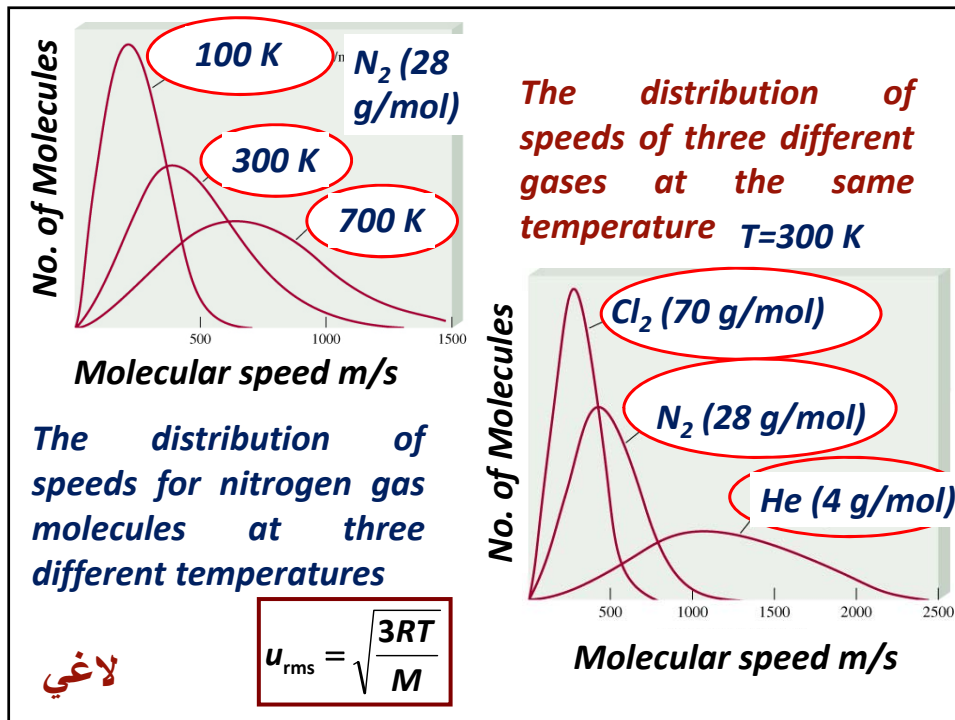 No. of Molecules
100 K
/m
N₂ (28
g/mol)
300 K
700 K
500
1000
1500
Molecular speed m/s
The distribution of
speeds for nitrogen gas
molecules at three
different temperatures
لاغي
u_rms = √(3RT/M)
The distribution of
speeds of three different
gases at the same
temperature T=300 K
No. of Molecules
Cl₂ (70 g/mol)
N₂ (28 g/mol)
He (4 g/mol)
500
1000
1500
2000
2500
Molecular speed m/s